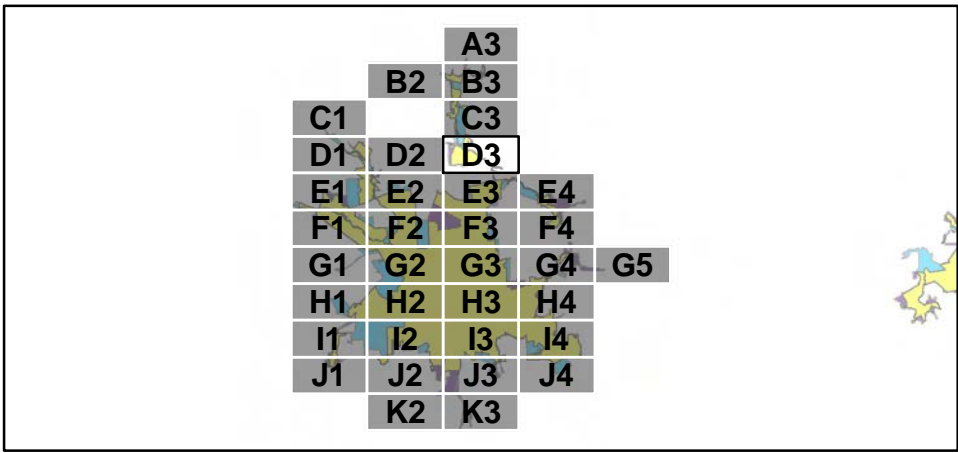 A3
B2 B3
C1 C3
D1 D2 D3
E1 E2 E3 E4
F1 F2 F3 F4
G1 G2 G3 G4 G5
H1 H2 H3 H4
I1 I2 I3 I4
J1 J2 J3 J4
K2 K3